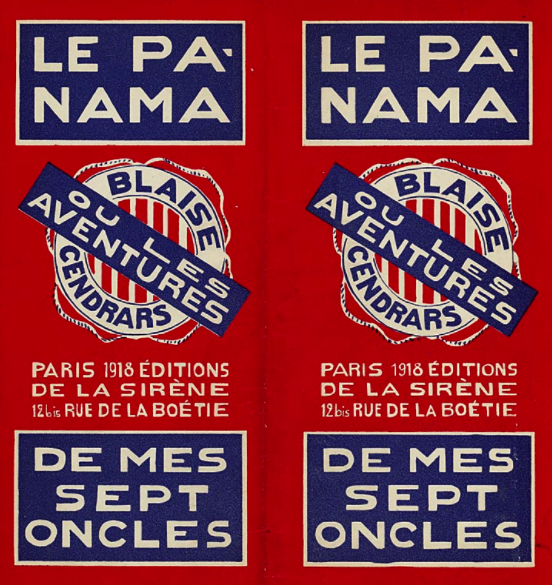 LE PA-
NAMA
BLAISE
OU LES
AVENTURES
CENDRARS
PARIS 1918 ÉDITIONS
DE LA SIRÈNE
12bis RUE DE LA BOÉTIE
DE MES
SEPT
ONCLES
LE PA-
NAMA
BLAISE
OU LES
AVENTURES
CENDRARS
PARIS 1918 ÉDITIONS
DE LA SIRÈNE
12bis RUE DE LA BOÉTIE
DE MES
SEPT
ONCLES